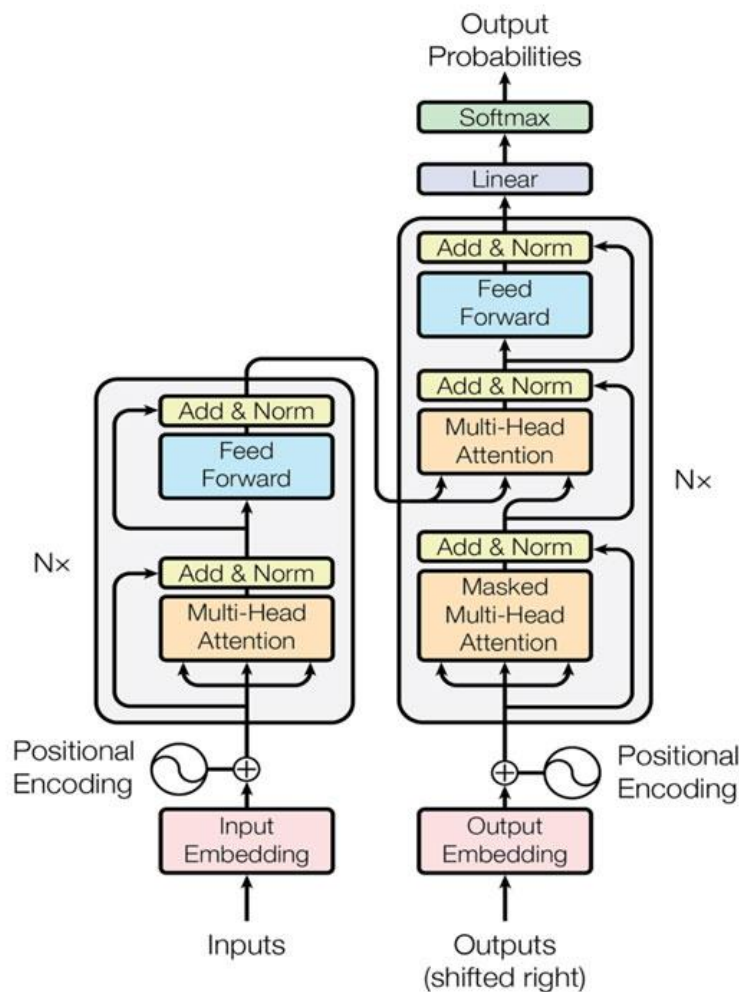 Output
Probabilities
Softmax
Linear
Add & Norm
Feed
Forward
Add & Norm
Multi-Head
Attention
Add & Norm
Masked
Multi-Head
Attention
Nx
Add & Norm
Feed
Forward
Add & Norm
Multi-Head
Attention
Nx
Positional
Encoding
Positional
Encoding
Input
Embedding
Output
Embedding
Inputs
Outputs
(shifted right)